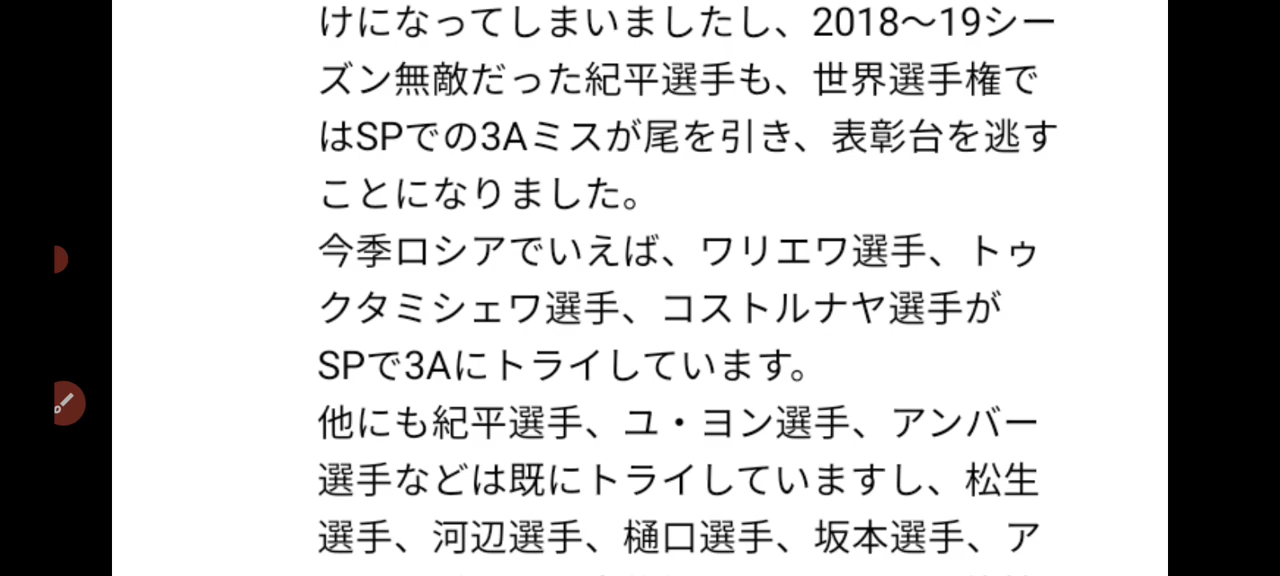 けになってしまいましたし、2018〜19シー
ズン無敵だった紀平選手も、世界選手権で
はSPでの3Aミスが尾を引き、表彰台を逃す
ことになりました。
今季ロシアでいえば、ワリエワ選手、トゥ
クタミシェワ選手、コストルナヤ選手が
SPで3Aにトライしています。
他にも紀平選手、ユ・ヨン選手、アンバー
選手などは既にトライしていますし、松生
選手、河辺選手、樋口選手、坂本選手、ア